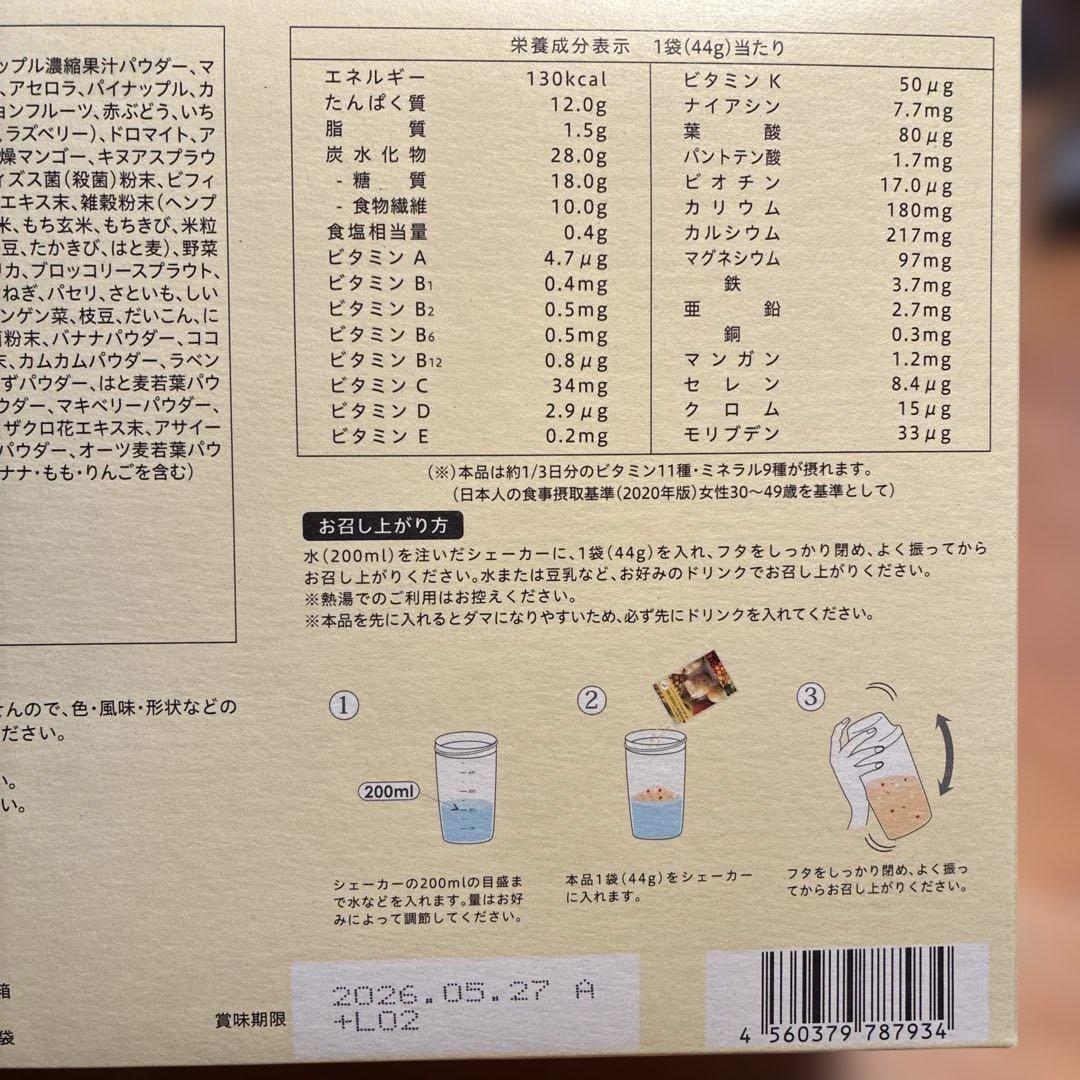 ップル濃縮果汁パウダー、マ
、アセロラ、パイナップル、カ
ョンフルーツ、赤ぶどう、いち
、ラズベリー)、ドロマイト、ア
燥マンゴー、キヌアスプラウ
ィズス菌(殺菌)粉末、ビフィ
エキス末、雑穀粉末(ヘンプ
米、もち玄米、もちきび、米粒
豆、たかきび、はと麦)、野菜
リカ、ブロッコリースプラウト、
ねぎ、パセリ、さといも、しい
ンゲン菜、枝豆、だいこん、に
粉末、バナナパウダー、ココ
末、カムカムパウダー、ラベン
ずパウダー、はと麦若葉パウ
ウダー、マキベリーパウダー、
ザクロ花エキス末、アサイー
パウダー、オーツ麦若葉パウ
ナナ・もも・りんごを含む)
せんので、色・風味・形状などの
ださい。
い。
い。
箱
袋
栄養成分表示 1袋(44g)当たり
エネルギー 130kcal
たんぱく質 12.0g
脂質 1.5g
炭水化物 28.0g
- 糖質 18.0g
- 食物繊維 10.0g
食塩相当量 0.4g
ビタミン A 4.7μg
ビタミン B1 0.4mg
ビタミン B2 0.5mg
ビタミン B6 0.5mg
ビタミン B12 0.8μg
ビタミン C 34mg
ビタミン D 2.9μg
ビタミン E 0.2mg
ビタミン K 50μg
ナイアシン 7.7mg
葉酸 80μg
パントテン酸 1.7mg
ビオチン 17.0μg
カリウム 180mg
カルシウム 217mg
マグネシウム 97mg
鉄 3.7mg
亜鉛 2.7mg
銅 0.3mg
マンガン 1.2mg
セレン 8.4μg
クロム 15μg
モリブデン 33μg
(※)本品は約1/3日分のビタミン11種・ミネラル9種が摂れます。
(日本人の食事摂取基準(2020年版)女性30~49歳を基準として)
お召し上がり方
水(200ml)を注いだシェーカーに、1袋(44g)を入れ、フタをしっかり閉め、よく振ってから
お召し上がりください。水または豆乳など、お好みのドリンクでお召し上がりください。
※熱湯でのご利用はお控えください。
※本品を先に入れるとダマになりやすいため、必ず先にドリンクを入れてください。
1
200ml
シェーカーの200mlの目盛ま
で水などを入れます。量はお好
みによって調節してください。
2
本品1袋(44g)をシェーカー
に入れます。
3
フタをしっかり閉め、よく振っ
てからお召し上がりください。
賞味期限
2026.05.27 A
+L02
4 560379 787934